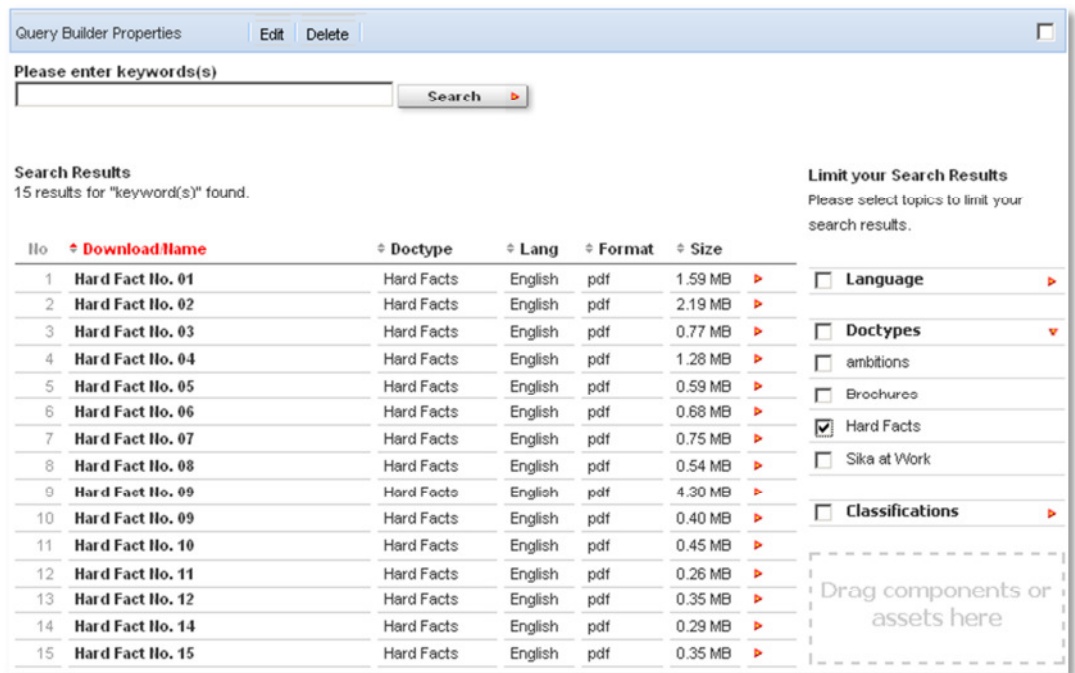 Query Builder Properties Edit Delete
Please enter keywords(s)
Search
Search Results
15 results for "keyword(s)" found.
No Download/Name Doctype Lang Format Size
1 Hard Fact No. 01 Hard Facts English pdf 1.59 MB
2 Hard Fact No. 02 Hard Facts English pdf 2.19 MB
3 Hard Fact No. 03 Hard Facts English pdf 0.77 MB
4 Hard Fact No. 04 Hard Facts English pdf 1.28 MB
5 Hard Fact No. 05 Hard Facts English pdf 0.59 MB
6 Hard Fact No. 06 Hard Facts English pdf 0.68 MB
7 Hard Fact No. 07 Hard Facts English pdf 0.75 MB
8 Hard Fact No. 08 Hard Facts English pdf 0.54 MB
9 Hard Fact No. 09 Hard Facts English pdf 4.30 MB
10 Hard Fact No. 09 Hard Facts English pdf 0.40 MB
11 Hard Fact No. 10 Hard Facts English pdf 0.45 MB
12 Hard Fact No. 11 Hard Facts English pdf 0.26 MB
13 Hard Fact No. 12 Hard Facts English pdf 0.35 MB
14 Hard Fact No. 14 Hard Facts English pdf 0.29 MB
15 Hard Fact No. 15 Hard Facts English pdf 0.35 MB
Limit your Search Results
Please select topics to limit your
search results.
Language
Doctypes
ambitions
Brochures
Hard Facts
Sika at Work
Classifications
Drag components or
assets here